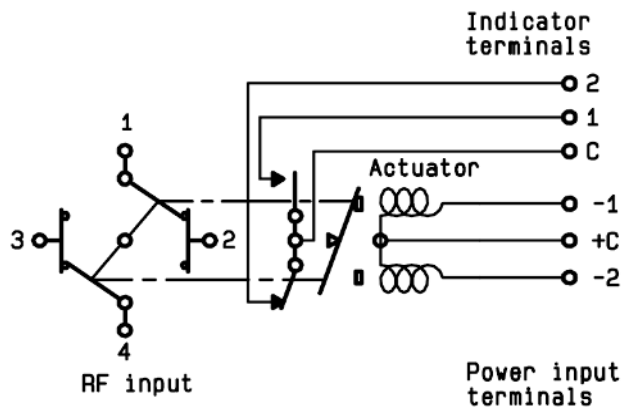 Indicator
terminals
2
1
C
1
Actuator
-1
3
2
+C
-2
4
RF input
Power input
terminals